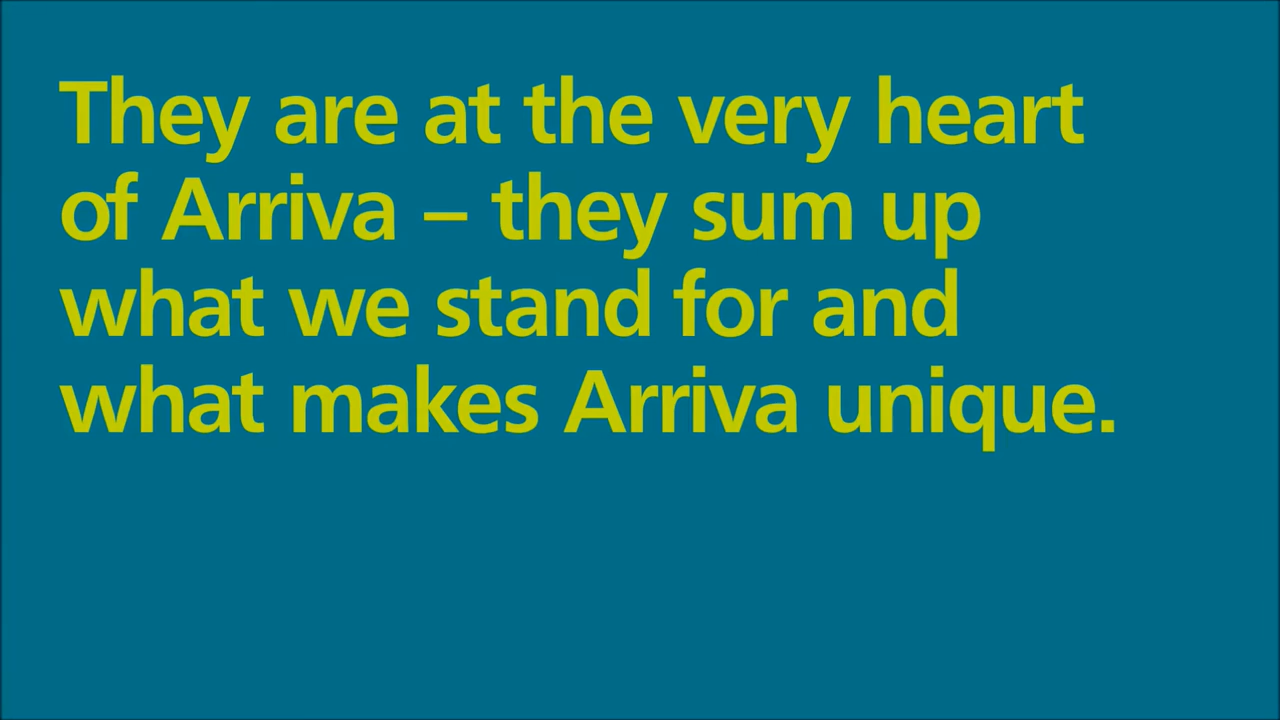 They are at the very heart
of Arriva – they sum up
what we stand for and
what makes Arriva unique.